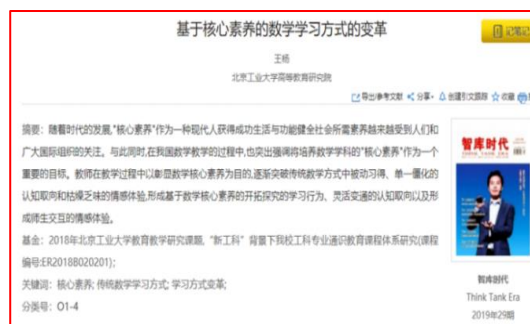 基于核心素养的数学学习方式的变革
记笔记
王杨
北京工业大学高等教育研究院
导出/参考文献 分享 创建引文跟踪 收藏
摘要：随着时代的发展,"核心素养"作为一种现代人获得成功生活与功能健全社会所需素养越来越受到人们和
广大国际组织的关注。与此同时,在我国数学教学的过程中,也突出强调将培养数学学科的"核心素养"作为一个
重要的目标。教师在教学过程中以彰显数学核心素养为目的,逐渐突破传统数学方式中被动习得、单一僵化的
认知取向和枯燥乏味的情感体验,形成基于数学核心素养的开拓探究的学习行为、灵活变通的认知取向以及形
成师生交互的情感体验。
基金：2018年北京工业大学教育教学研究课题,"新工科"背景下我校工科专业通识教育课程体系研究(课程
编号:ER2018B020201);
关键词：核心素养; 传统数学学习方式; 学习方式变革;
分类号：O1-4
智库时代
智库时代
Think Tank Era
2019年29期